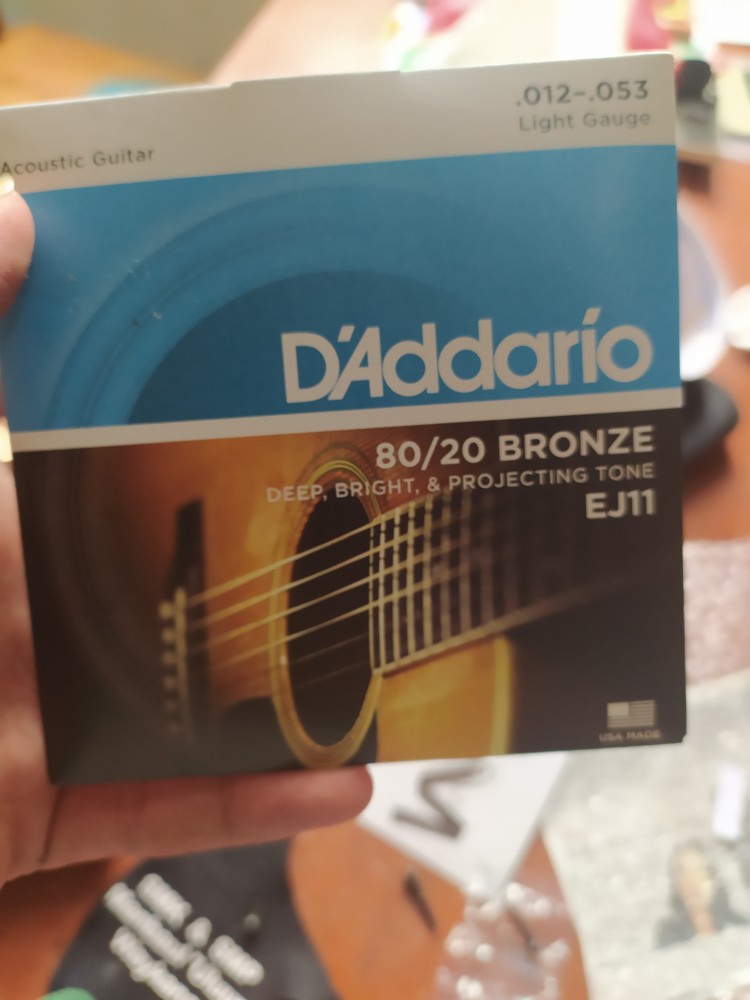 .012–.053
Light Gauge
Acoustic Guitar
D'Addario
80/20 BRONZE
DEEP, BRIGHT, & PROJECTING TONE
EJ11
USA MADE